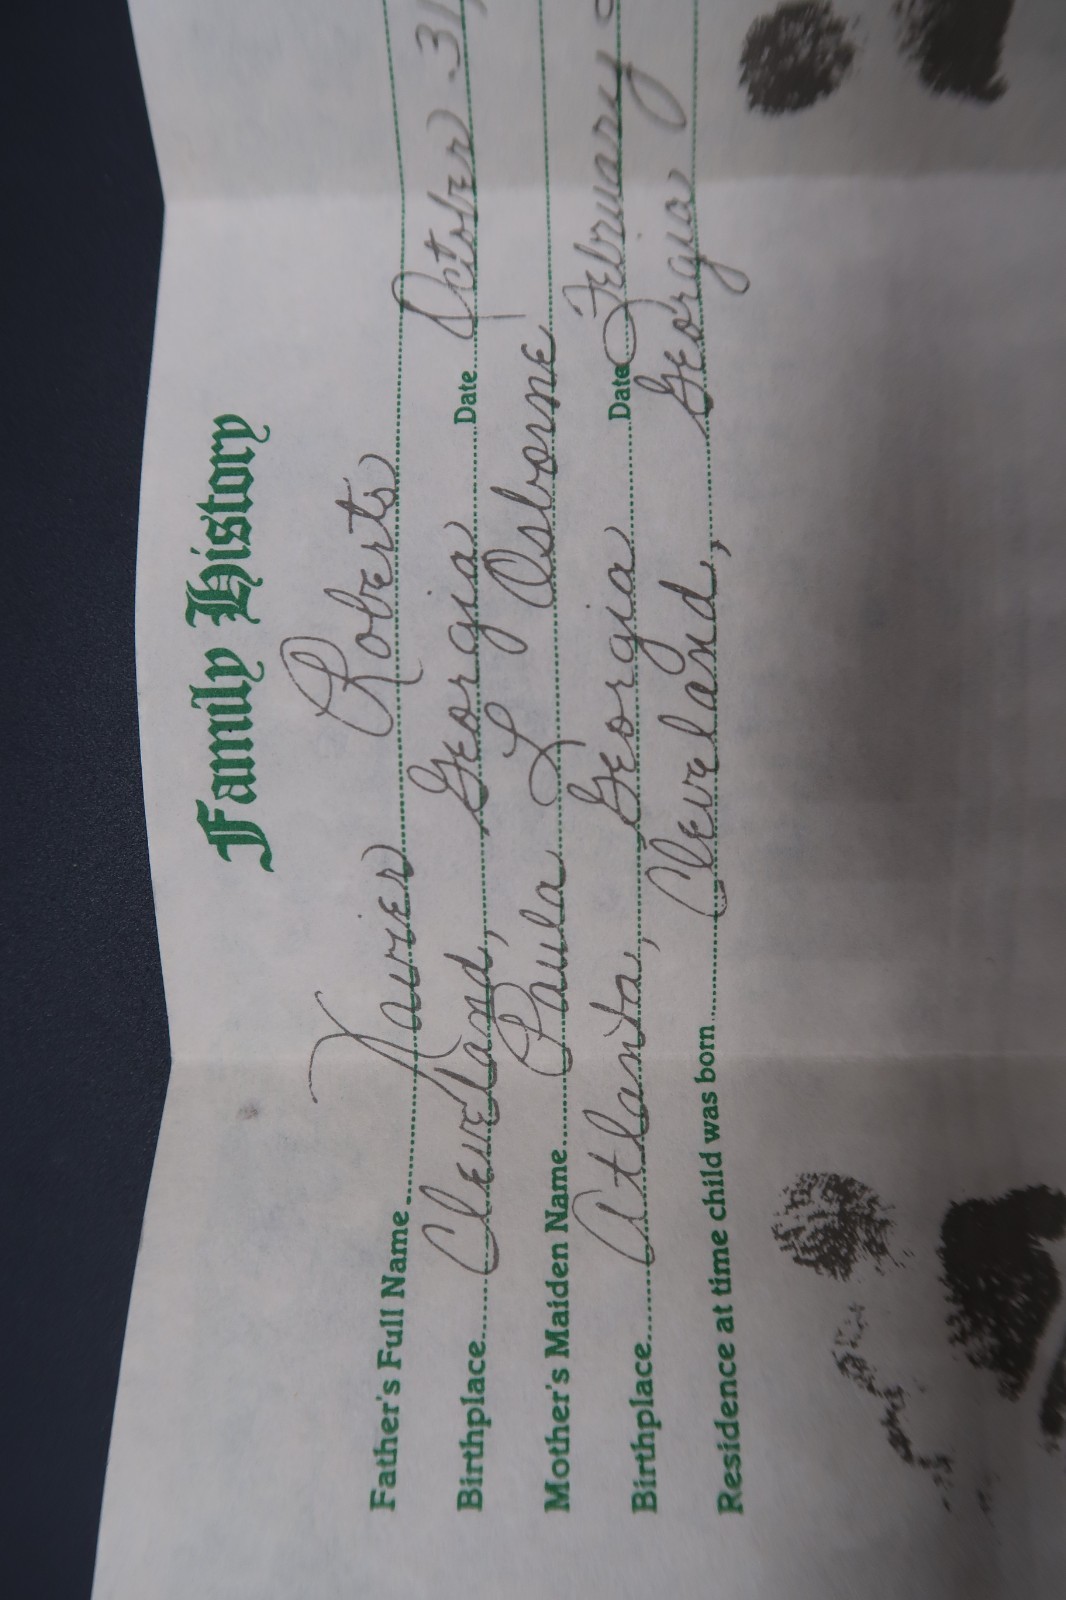 Family History
Father's Full Name Xavier Roberts
Birthplace Cleveland, Georgia Date October 31,
Mother's Maiden Name Paula L Osborne
Birthplace Atlanta, Georgia Date February
Residence at time child was born Cleveland, Georgia